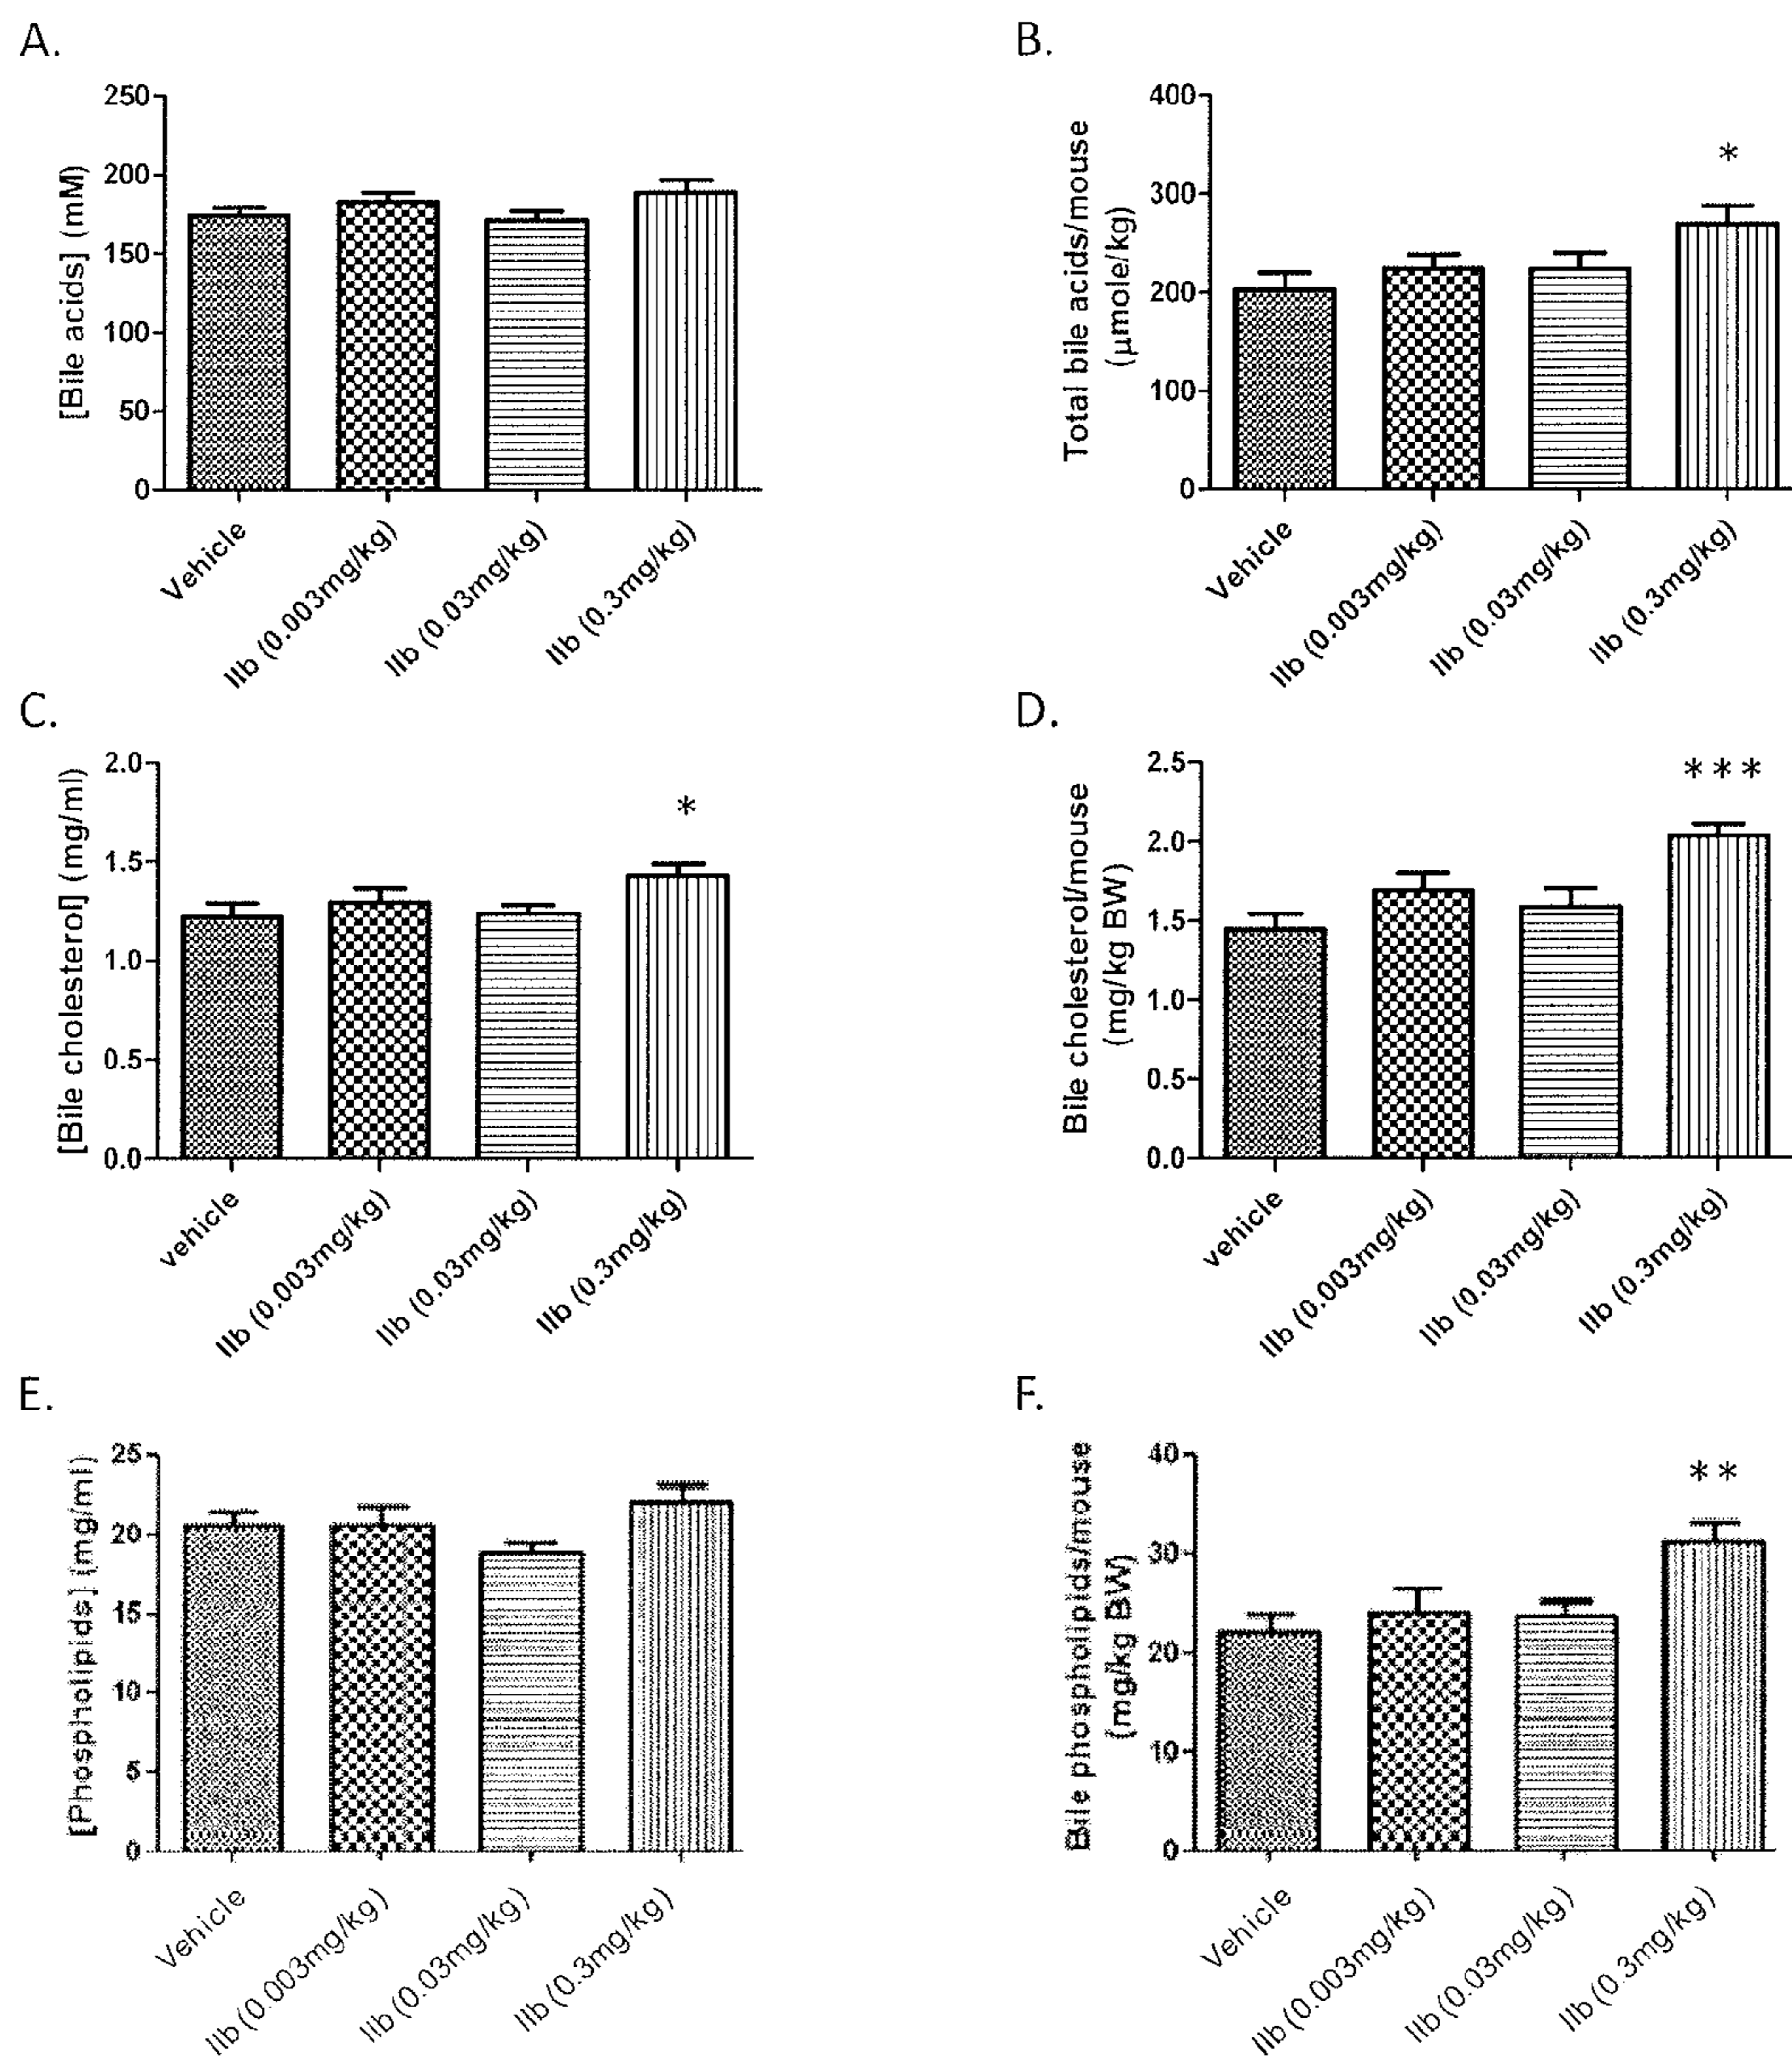 A.
[Bile acids] (mM)
250
200
150
100
50
0
Vehicle
IIb (0.003mg/kg)
IIb (0.03mg/kg)
IIb (0.3mg/kg)
B.
Total bile acids/mouse
(µmole/kg)
400
300
200
100
0
*
Vehicle
IIb (0.003mg/kg)
IIb (0.03mg/kg)
IIb (0.3mg/kg)
C.
[Bile cholesterol] (mg/ml)
2.0
1.5
1.0
0.5
0.0
*
vehicle
IIb (0.003mg/kg)
IIb (0.03mg/kg)
IIb (0.3mg/kg)
D.
Bile cholesterol/mouse
(mg/kg BW)
2.5
2.0
1.5
1.0
0.5
0.0
***
vehicle
IIb (0.003mg/kg)
IIb (0.03mg/kg)
IIb (0.3mg/kg)
E.
[Phospholipids] (mg/ml)
25
20
15
10
5
0
Vehicle
IIb (0.003mg/kg)
IIb (0.03mg/kg)
IIb (0.3mg/kg)
F.
Bile phospholipids/mouse
(mg/kg BW)
40
30
20
10
0
**
Vehicle
IIb (0.003mg/kg)
IIb (0.03mg/kg)
IIb (0.3mg/kg)